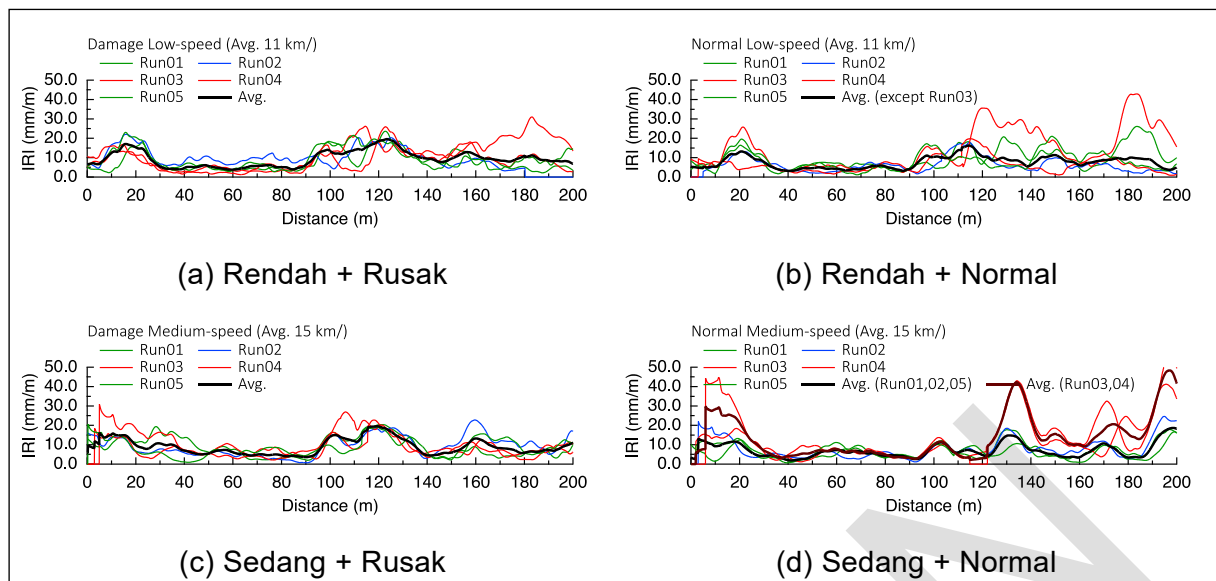 Damage Low-speed (Avg. 11 km/)
Run01 Run02
Run03 Run04
Run05 Avg.
IRI (mm/m)
50.0
40.0
30.0
20.0
10.0
0.0
0 20 40 60 80 100 120 140 160 180 200
Distance (m)
(a) Rendah + Rusak
Normal Low-speed (Avg. 11 km/)
Run01 Run02
Run03 Run04
Run05 Avg. (except Run03)
IRI (mm/m)
50.0
40.0
30.0
20.0
10.0
0.0
0 20 40 60 80 100 120 140 160 180 200
Distance (m)
(b) Rendah + Normal
Damage Medium-speed (Avg. 15 km/)
Run01 Run02
Run03 Run04
Run05 Avg.
IRI (mm/m)
50.0
40.0
30.0
20.0
10.0
0.0
0 20 40 60 80 100 120 140 160 180 200
Distance (m)
(c) Sedang + Rusak
Normal Medium-speed (Avg. 15 km/)
Run01 Run02
Run03 Run04
Run05 Avg. (Run01,02,05) Avg. (Run03,04)
IRI (mm/m)
50.0
40.0
30.0
20.0
10.0
0.0
0 20 40 60 80 100 120 140 160 180 200
Distance (m)
(d) Sedang + Normal